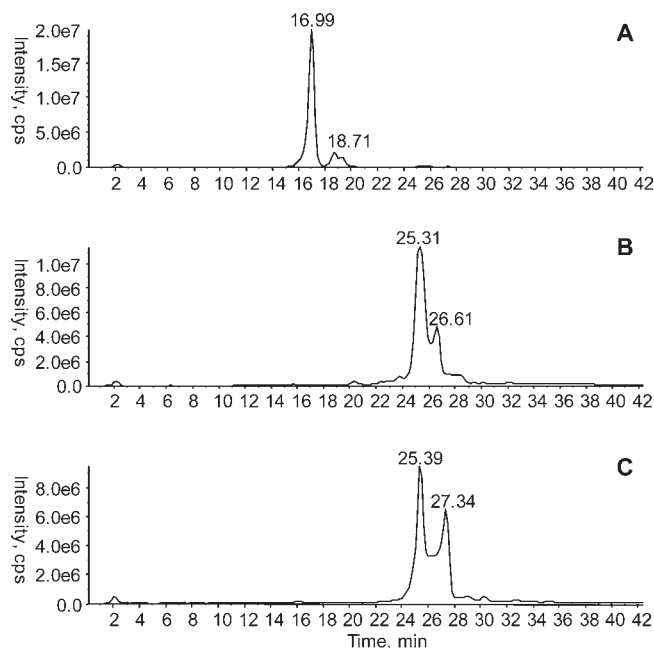 A
16.99
18.71
Intensity, cps
2.0e7
1.5e7
1.0e7
5.0e6
0.0
2 4 6 8 10 12 14 16 18 20 22 24 26 28 30 32 34 36 38 40 42
B
25.31
26.61
Intensity, cps
1.0e7
8.0e6
6.0e6
4.0e6
2.0e6
0.0
2 4 6 8 10 12 14 16 18 20 22 24 26 28 30 32 34 36 38 40 42
C
25.39
27.34
Intensity, cps
8.0e6
6.0e6
4.0e6
2.0e6
0.0
2 4 6 8 10 12 14 16 18 20 22 24 26 28 30 32 34 36 38 40 42
Time, min